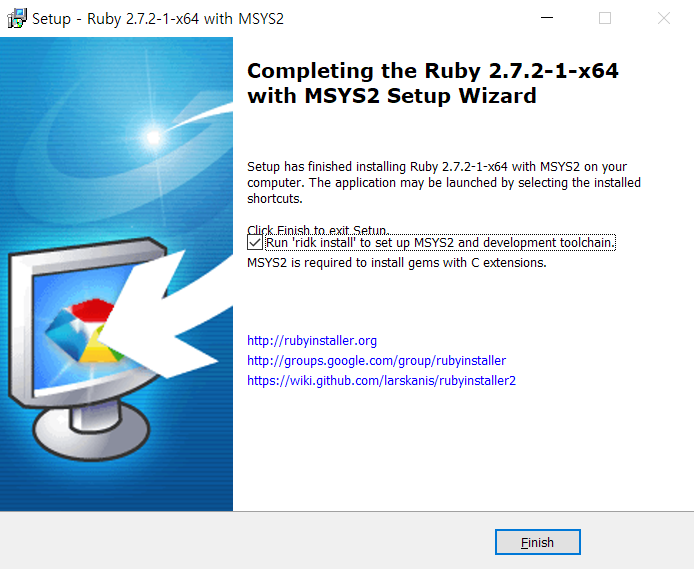 Setup - Ruby 2.7.2-1-x64 with MSYS2
Completing the Ruby 2.7.2-1-x64
with MSYS2 Setup Wizard
Setup has finished installing Ruby 2.7.2-1-x64 with MSYS2 on your
computer. The application may be launched by selecting the installed
shortcuts.
Click Finish to exit Setup.
Run 'ridk install' to set up MSYS2 and development toolchain.
MSYS2 is required to install gems with C extensions.
http://rubyinstaller.org
http://groups.google.com/group/rubyinstaller
https://wiki.github.com/larskanis/rubyinstaller2
Finish